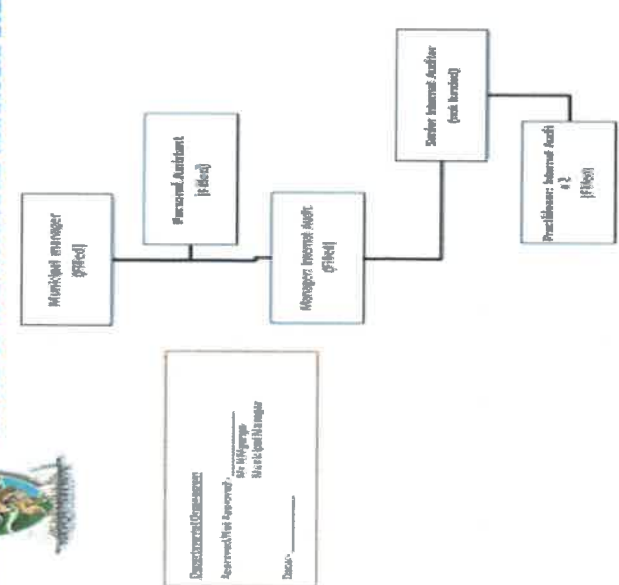 Municipal manager
(Filled)
Personal Assistant
(Filled)
Manager: Internal Audit
(Filled)
Senior Internal Auditor
(not funded)
Practitioner: Internal Audit
x 2
(Filled)
Approved/Not Approved:
Municipal Manager
Date: